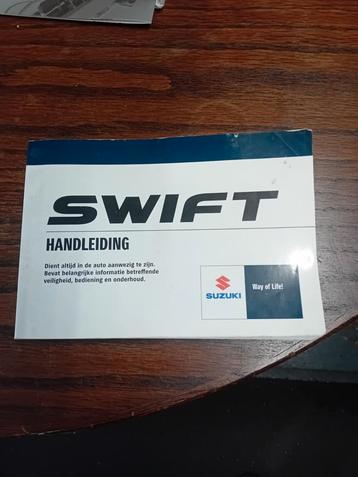 SWIFT
HANDLEIDING
Dient altijd in de auto aanwezig te zijn.
Bevat belangrijke informatie betreffende
veiligheid, bediening en onderhoud.
SUZUKI
Way of Life!